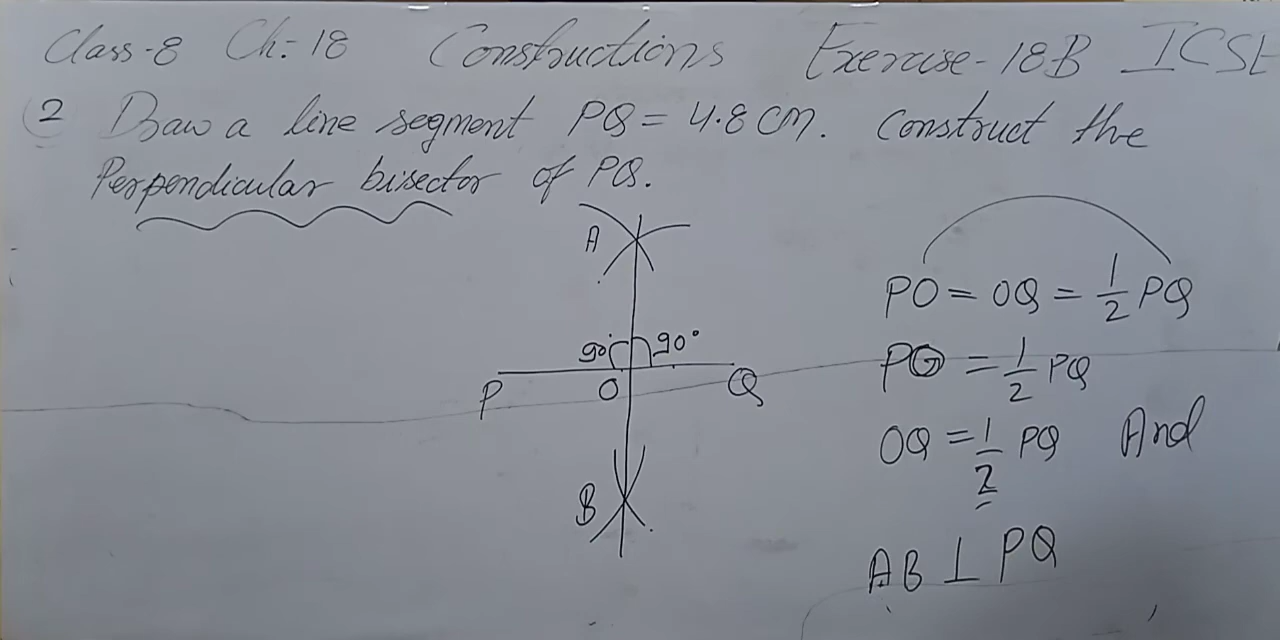 Class-8 Ch:-18 Constructions Exercise-18B ICSE
2 Draw a line segment PQ = 4.8 cm. Construct the
Perpendicular bisector of PQ.
A
PO = OQ = 1/2 PQ
90° 90°
P O Q
PO = 1/2 PQ
OQ = 1/2 PQ And
B
AB ⊥ PQ